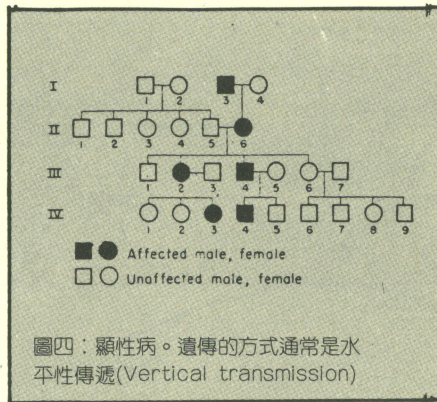 I
1 2 3 4
II
1 2 3 4 5 6
III
1 2 3 4 5 6 7
IV
1 2 3 4 5 6 7 8 9
Affected male, female
Unaffected male, female
圖四：顯性病。遺傳的方式通常是水
平性傳遞(Vertical transmission)